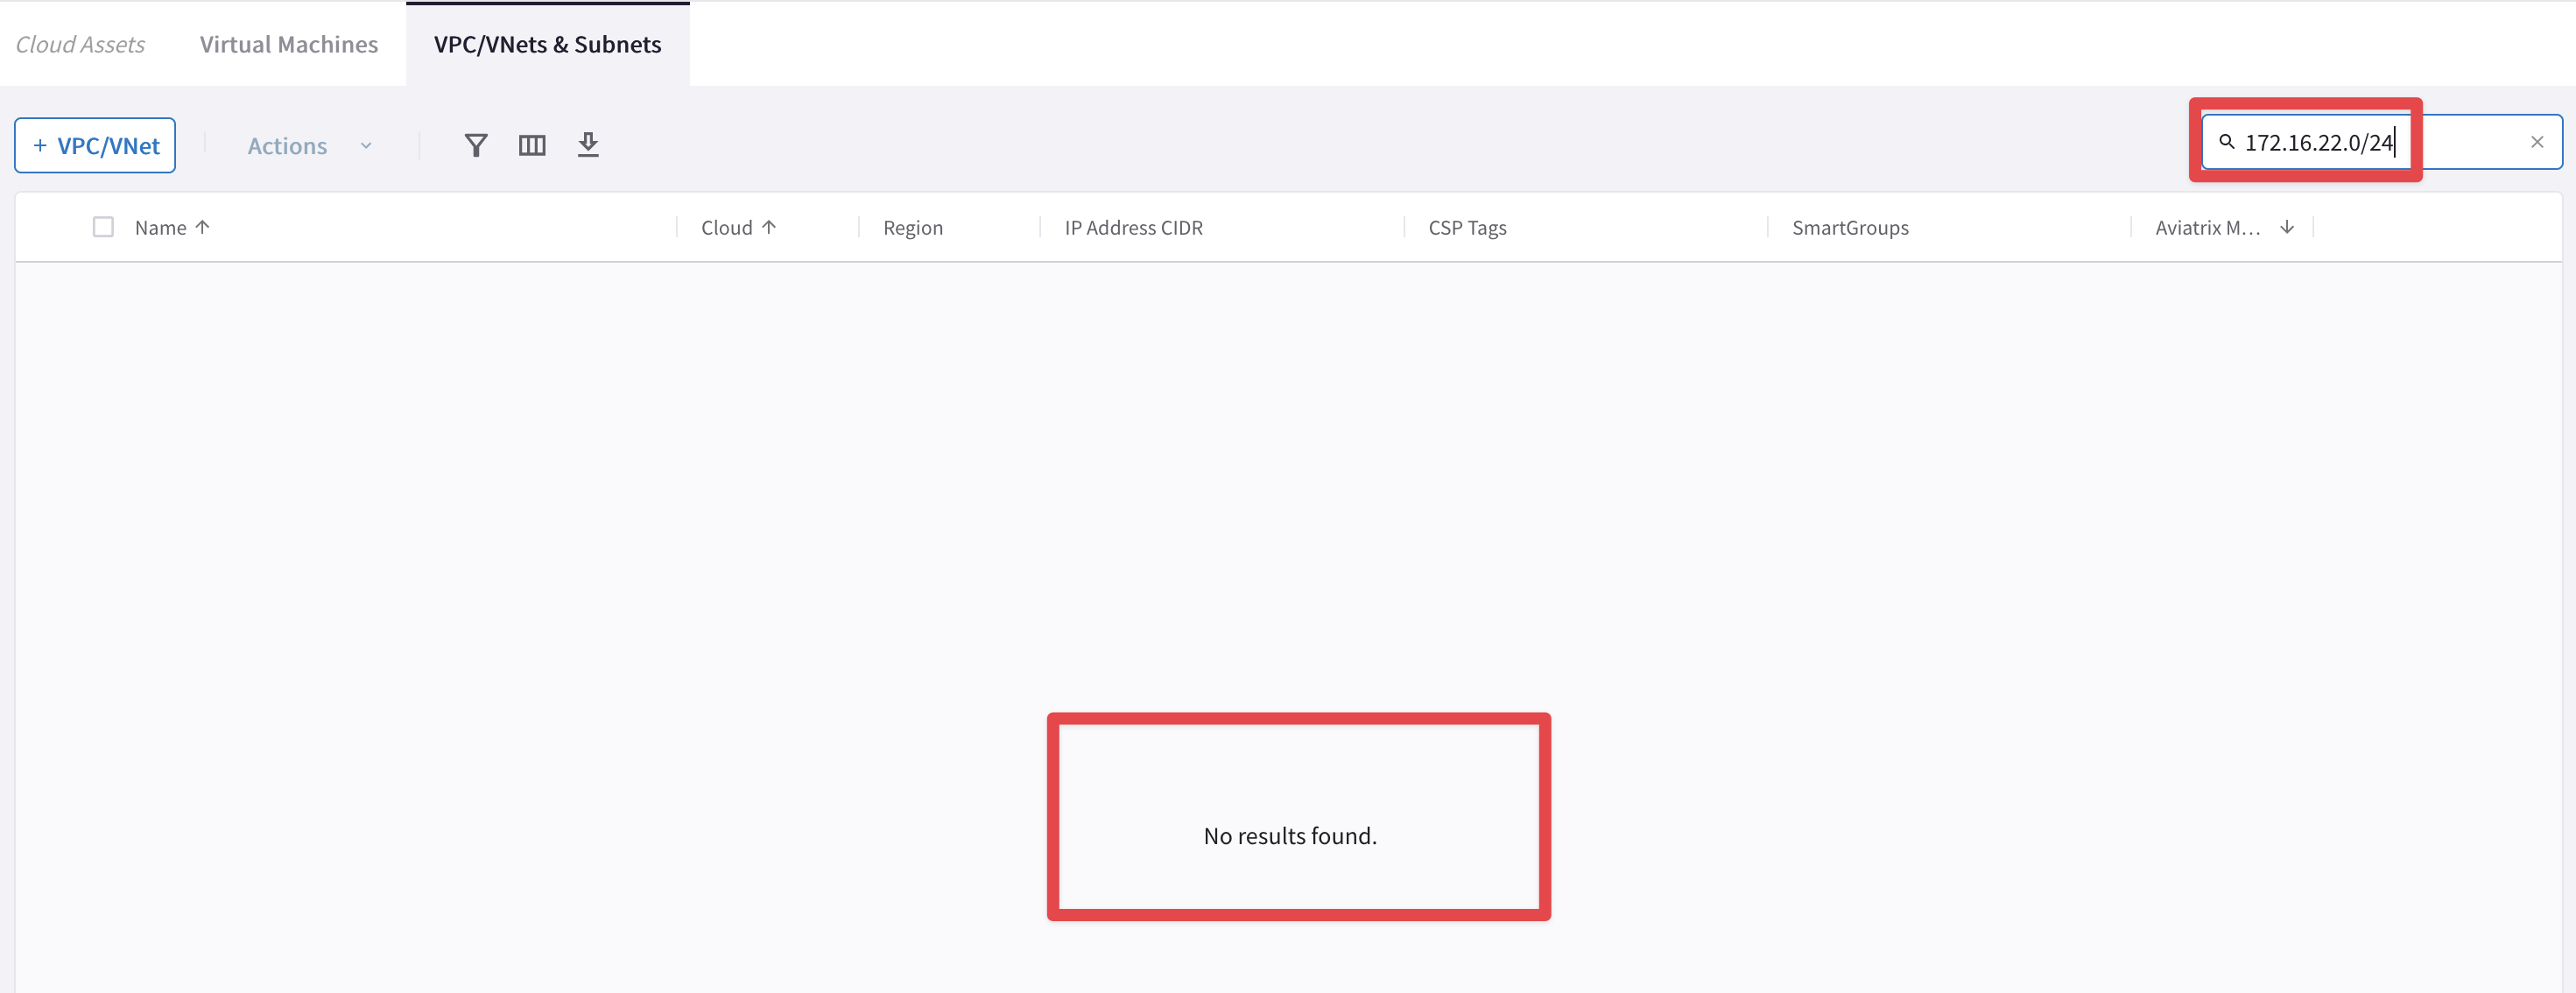 Cloud Assets Virtual Machines VPC/VNets & Subnets
+ VPC/VNet Actions 172.16.22.0/24
Name Cloud Region IP Address CIDR CSP Tags SmartGroups Aviatrix M...
No results found.